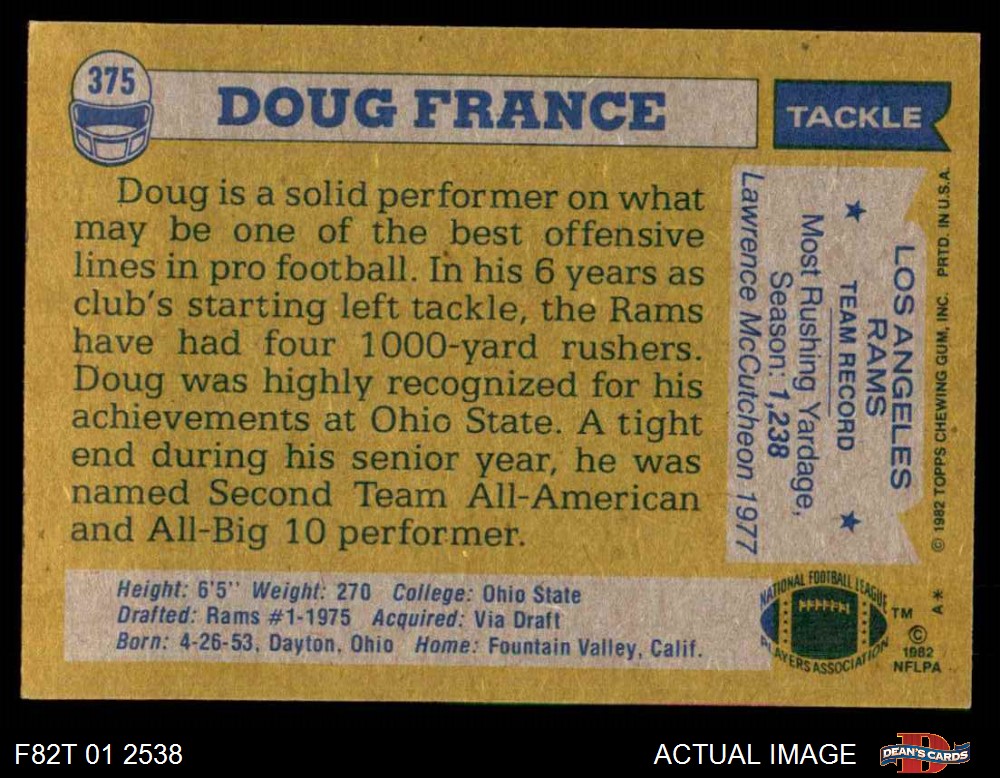 375
DOUG FRANCE
TACKLE
Doug is a solid performer on what
may be one of the best offensive
lines in pro football. In his 6 years as
club's starting left tackle, the Rams
have had four 1000-yard rushers.
Doug was highly recognized for his
achievements at Ohio State. A tight
end during his senior year, he was
named Second Team All-American
and All-Big 10 performer.
LOS ANGELES
RAMS
★ TEAM RECORD ★
Most Rushing Yardage,
Season: 1,238
Lawrence McCutcheon 1977
© 1982 TOPPS CHEWING GUM, INC. PRTD. IN U.S.A.
Height: 6'5" Weight: 270 College: Ohio State
Drafted: Rams #1-1975 Acquired: Via Draft
Born: 4-26-53, Dayton, Ohio Home: Fountain Valley, Calif.
NATIONAL FOOTBALL LEAGUE
PLAYERS ASSOCIATION
TM
A*
©
1982
NFLPA
F82T 01 2538
ACTUAL IMAGE
DEAN'S CARDS